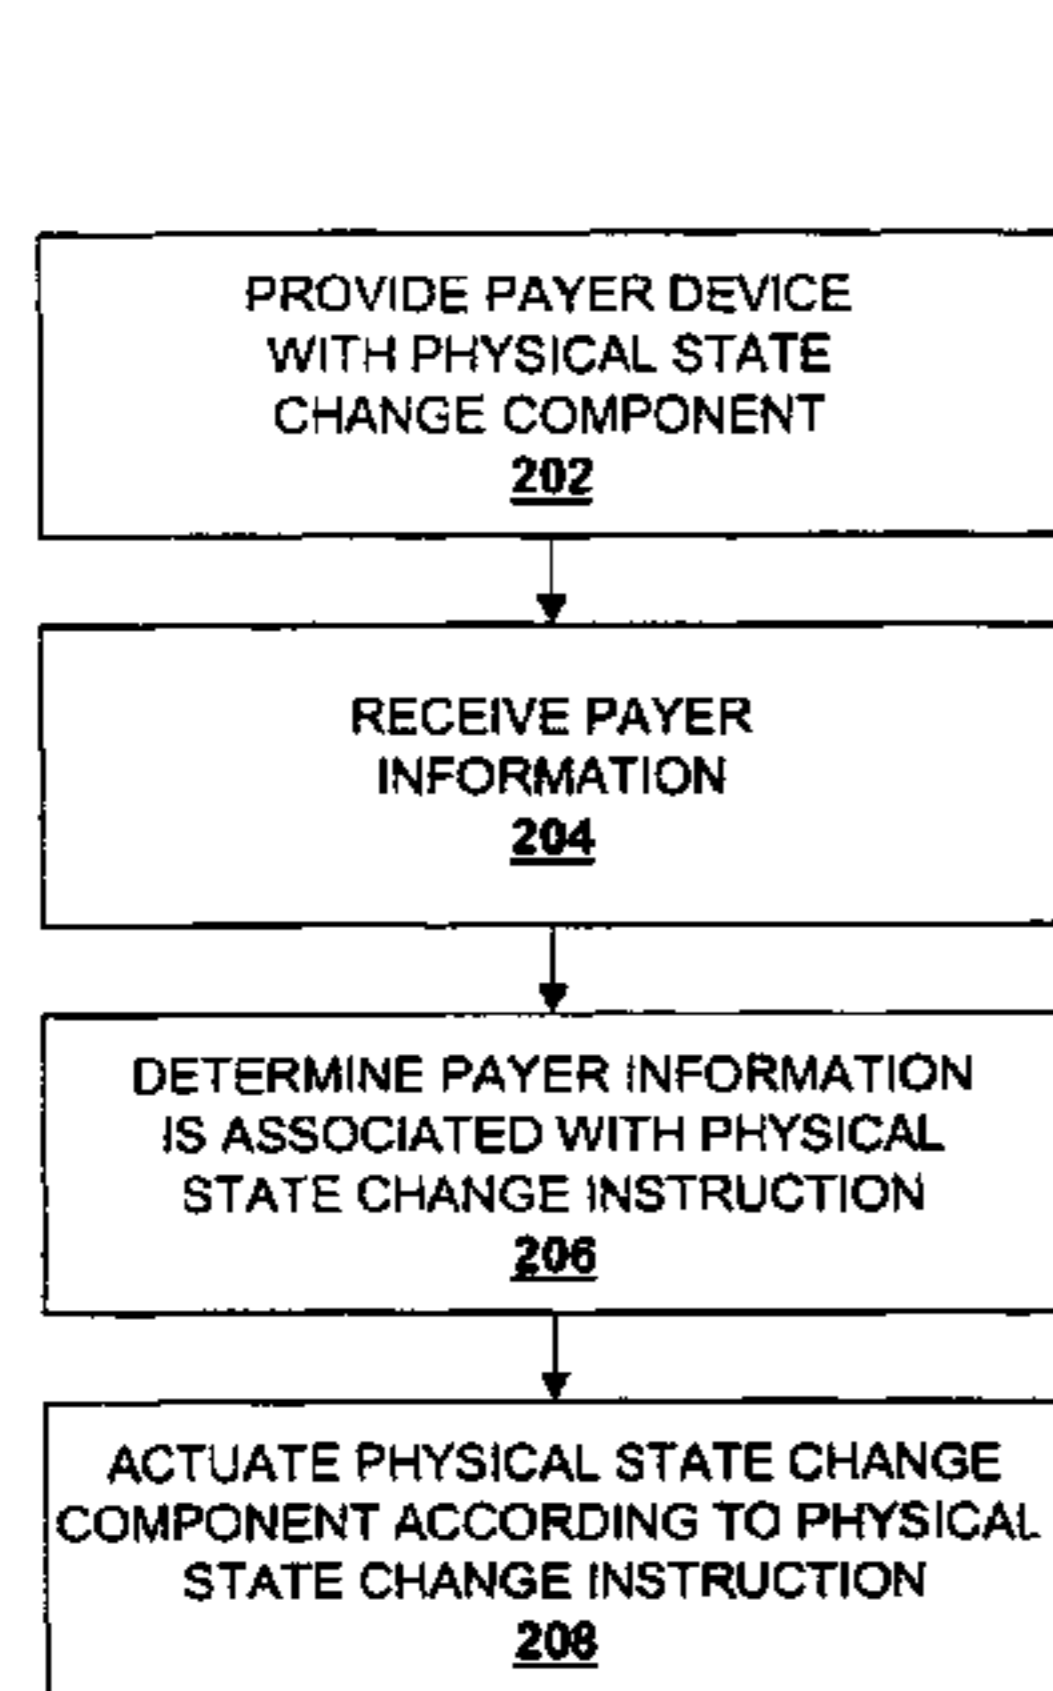 PROVIDE PAYER DEVICE
WITH PHYSICAL STATE
CHANGE COMPONENT
202
RECEIVE PAYER
INFORMATION
204
DETERMINE PAYER INFORMATION
IS ASSOCIATED WITH PHYSICAL
STATE CHANGE INSTRUCTION
206
ACTUATE PHYSICAL STATE CHANGE
COMPONENT ACCORDING TO PHYSICAL
STATE CHANGE INSTRUCTION
208